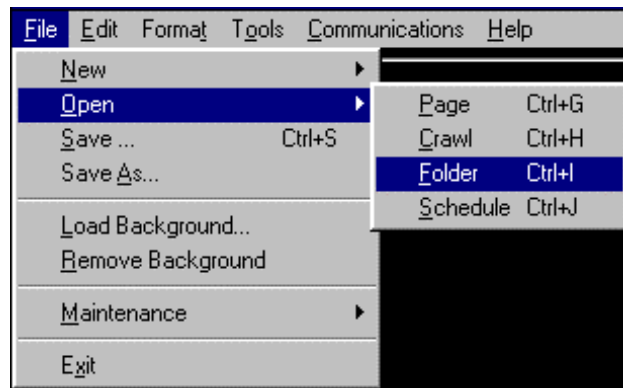 File Edit Format Tools Communications Help
New
Open
Save ... Ctrl+S
Save As...
Load Background...
Remove Background
Maintenance
Exit
Page Ctrl+G
Crawl Ctrl+H
Folder Ctrl+I
Schedule Ctrl+J